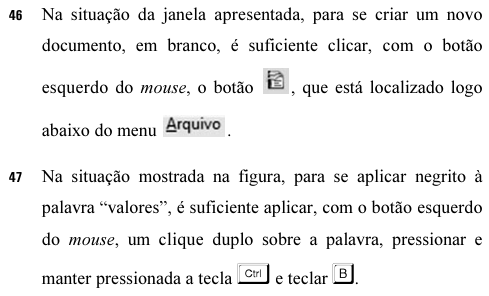 46 Na situação da janela apresentada, para se criar um novo
documento, em branco, é suficiente clicar, com o botão
esquerdo do mouse, o botão , que está localizado logo
abaixo do menu Arquivo .
47 Na situação mostrada na figura, para se aplicar negrito à
palavra “valores”, é suficiente aplicar, com o botão esquerdo
do mouse, um clique duplo sobre a palavra, pressionar e
manter pressionada a tecla Ctrl e teclar B.